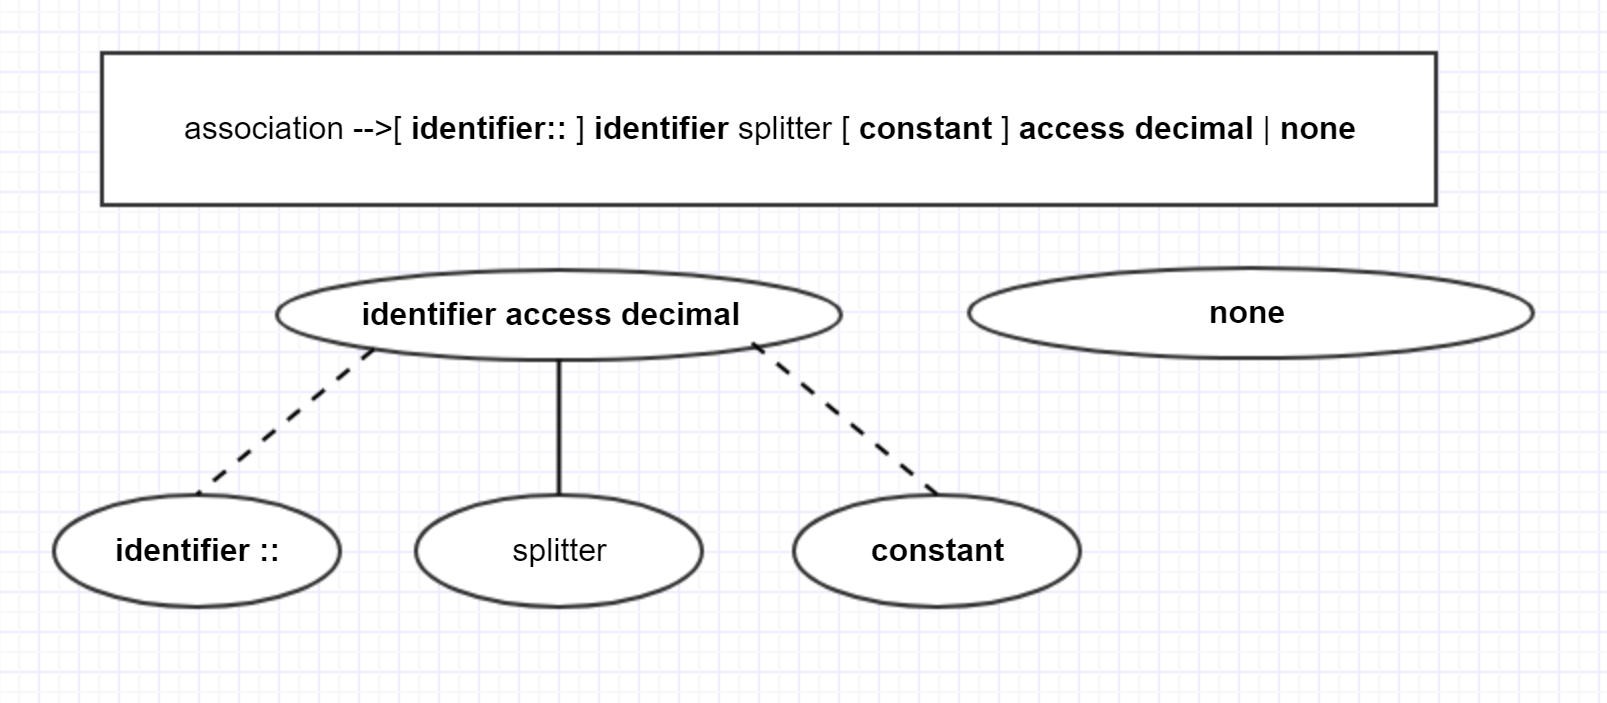 association -->[ identifier:: ] identifier splitter [ constant ] access decimal | none
identifier access decimal
none
identifier ::
splitter
constant